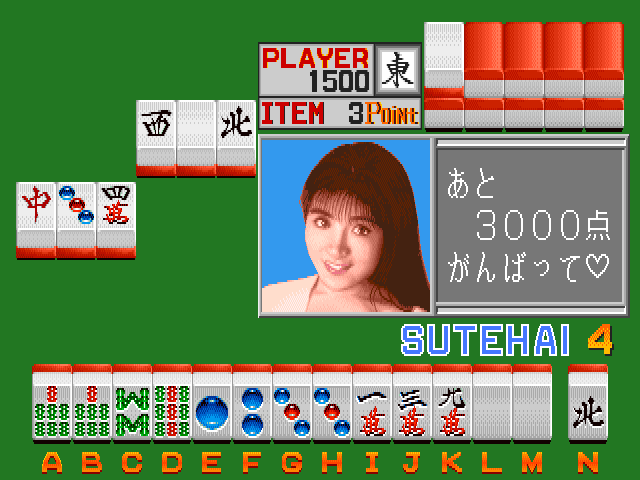 PLAYER
1500
東
ITEM 3Point
西 北
中 四萬
あと
3000点
がんばって♡
SUTEHAI 4
一萬 三萬 九萬 北
A B C D E F G H I J K L M N